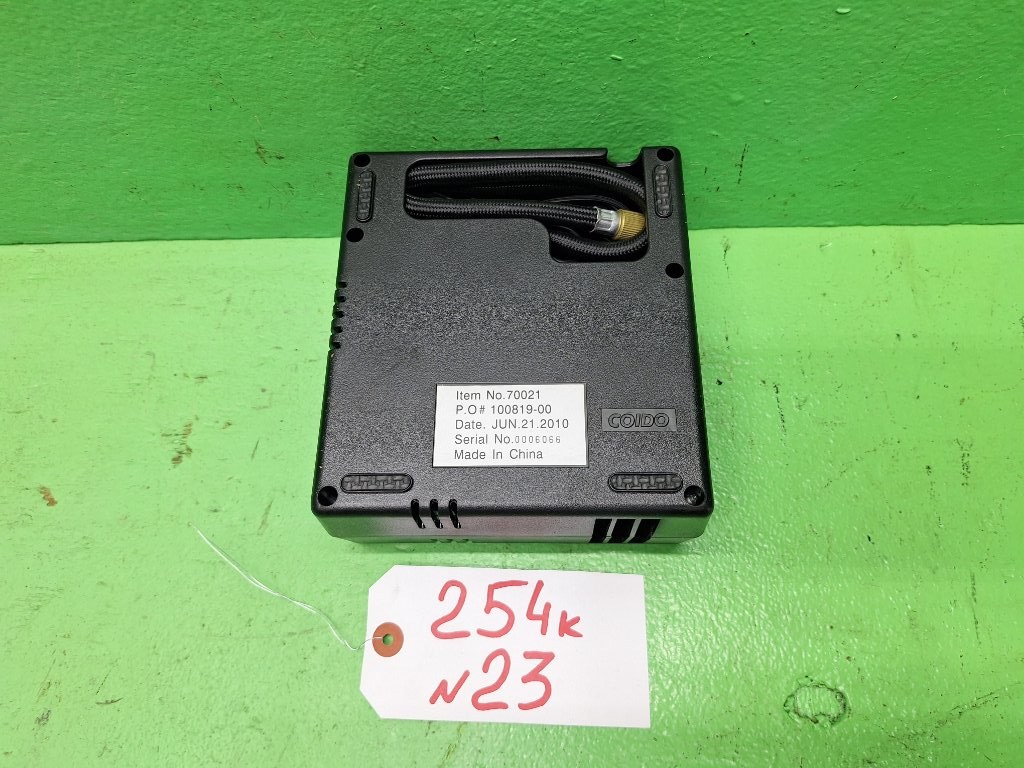 Item No.70021
P.O# 100819-00
Date. JUN.21.2010
Serial No.0006066
Made In China
COIDO
254к
N23